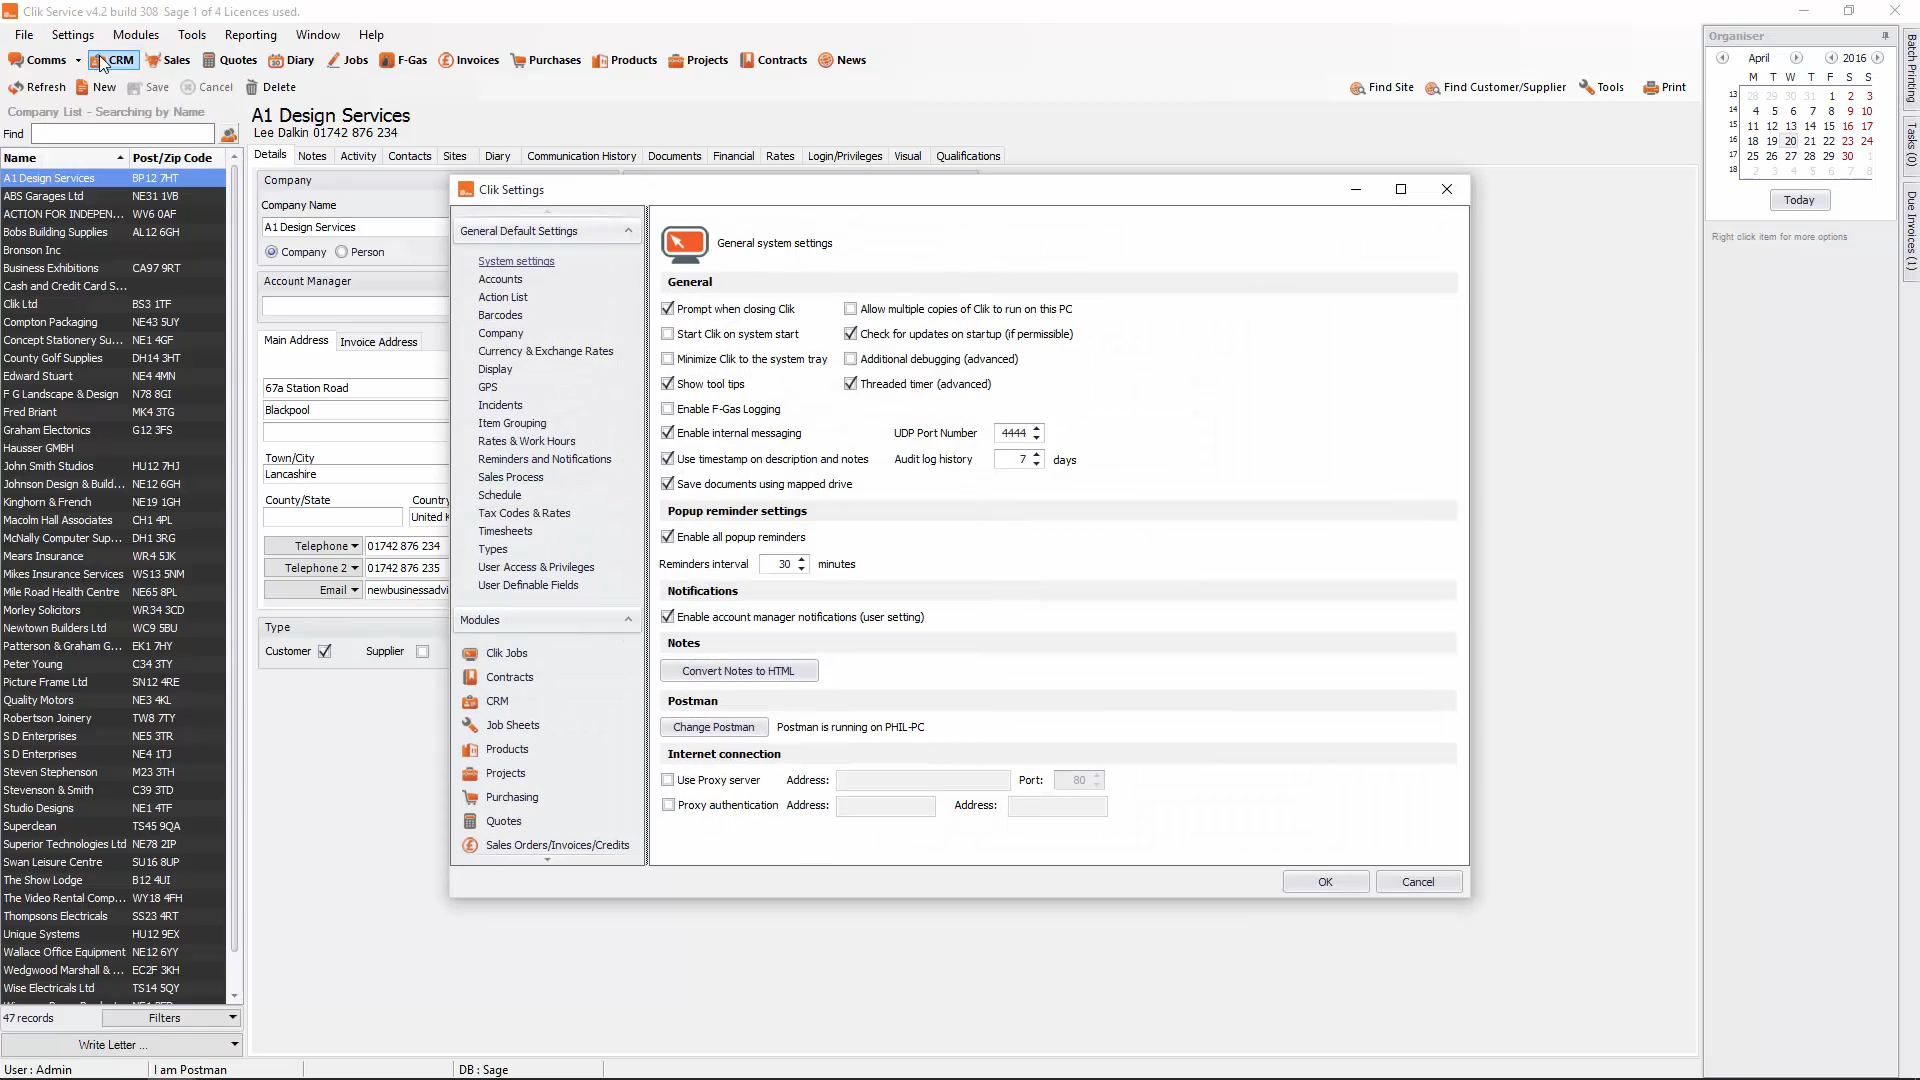 Clik Service v4.2 build 308 Sage 1 of 4 Licences used.
File Settings Modules Tools Reporting Window Help
Comms CRM Sales Quotes Diary Jobs F-Gas Invoices Purchases Products Projects Contracts News
Refresh New Save Cancel Delete Find Site Find Customer/Supplier Tools Print
Company List - Searching by Name
Find
Name Post/Zip Code
A1 Design Services BP12 7HT
ABS Garages Ltd NE31 1VB
ACTION FOR INDEPEN... WV6 0AF
Bobs Building Supplies AL12 6GH
Bronson Inc
Business Exhibitions CA97 9RT
Cash and Credit Card S...
Clik Ltd BS3 1TF
Compton Packaging NE43 5UY
Concept Stationery Su... NE1 4GF
County Golf Supplies DH14 3HT
Edward Stuart NE4 4MN
F G Landscape & Design N78 8GI
Fred Briant MK4 3TG
Graham Electonics G12 3FS
Hausser GMBH
John Smith Studios HU12 7HJ
Johnson Design & Build... NE12 6GH
Kinghorn & French NE19 1GH
Macolm Hall Associates CH1 4PL
McNally Computer Sup... DH1 3RG
Mears Insurance WR4 5JK
Mikes Insurance Services WS13 5NM
Mile Road Health Centre NE65 8PL
Morley Solicitors WR34 3CD
Newtown Builders Ltd WC9 5BU
Patterson & Graham G... EK1 7HY
Peter Young C34 3TY
Picture Frame Ltd SN12 4RE
Quality Motors NE3 4KL
Robertson Joinery TW8 7TY
S D Enterprises NE5 3TR
S D Enterprises NE4 1TJ
Steven Stephenson M23 3TH
Stevenson & Smith C39 3TD
Studio Designs NE1 4TF
Superclean TS45 9QA
Superior Technologies Ltd NE78 2IP
Swan Leisure Centre SU16 8UP
The Show Lodge B12 4UI
The Video Rental Comp... WY18 4FH
Thompsons Electricals SS23 4RT
Unique Systems HU12 9EX
Wallace Office Equipment NE12 6YY
Wedgwood Marshall & ... EC2F 3KH
Wise Electricals Ltd TS14 5QY
47 records Filters
Write Letter ...
User : Admin I am Postman DB : Sage
A1 Design Services
Lee Dalkin 01742 876 234
Details Notes Activity Contacts Sites Diary Communication History Documents Financial Rates Login/Privileges Visual Qualifications
Company
Company Name
A1 Design Services
Company Person
Account Manager
Main Address Invoice Address
67a Station Road
Blackpool
Town/City
Lancashire
County/State Country
United K
Telephone 01742 876 234
Telephone 2 01742 876 235
Email newbusinessadvi
Type
Customer Supplier
Clik Settings
General Default Settings
System settings
Accounts
Action List
Barcodes
Company
Currency & Exchange Rates
Display
GPS
Incidents
Item Grouping
Rates & Work Hours
Reminders and Notifications
Sales Process
Schedule
Tax Codes & Rates
Timesheets
Types
User Access & Privileges
User Definable Fields
Modules
Clik Jobs
Contracts
CRM
Job Sheets
Products
Projects
Purchasing
Quotes
Sales Orders/Invoices/Credits
General system settings
General
Prompt when closing Clik Allow multiple copies of Clik to run on this PC
Start Clik on system start Check for updates on startup (if permissible)
Minimize Clik to the system tray Additional debugging (advanced)
Show tool tips Threaded timer (advanced)
Enable F-Gas Logging
Enable internal messaging UDP Port Number 4444
Use timestamp on description and notes Audit log history 7 days
Save documents using mapped drive
Popup reminder settings
Enable all popup reminders
Reminders interval 30 minutes
Notifications
Enable account manager notifications (user setting)
Notes
Convert Notes to HTML
Postman
Change Postman Postman is running on PHIL-PC
Internet connection
Use Proxy server Address: Port: 80
Proxy authentication Address: Address:
OK Cancel
Organiser
April 2016
M T W T F S S
13 28 29 30 31 1 2 3
14 4 5 6 7 8 9 10
15 11 12 13 14 15 16 17
16 18 19 20 21 22 23 24
17 25 26 27 28 29 30 1
18 2 3 4 5 6 7 8
Today
Right click item for more options
Batch Printing
Tasks (0)
Due Invoices (1)